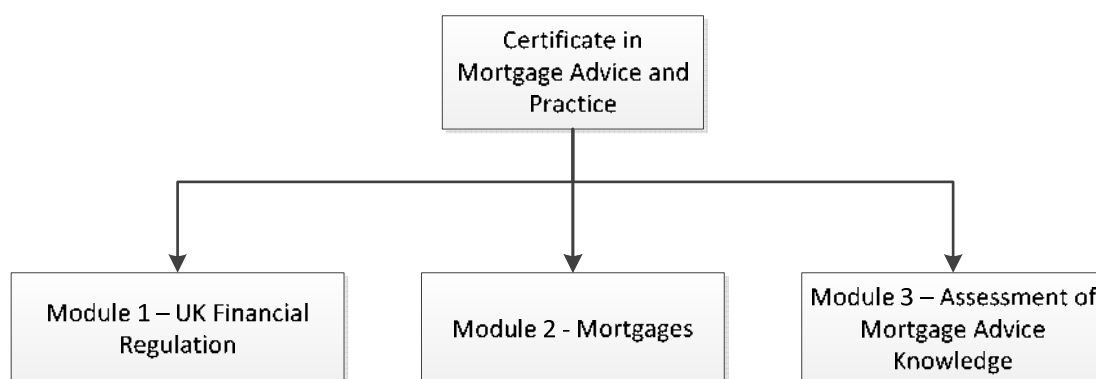 Certificate in
Mortgage Advice and
Practice
Module 1 – UK Financial
Regulation
Module 2 - Mortgages
Module 3 – Assessment of
Mortgage Advice
Knowledge